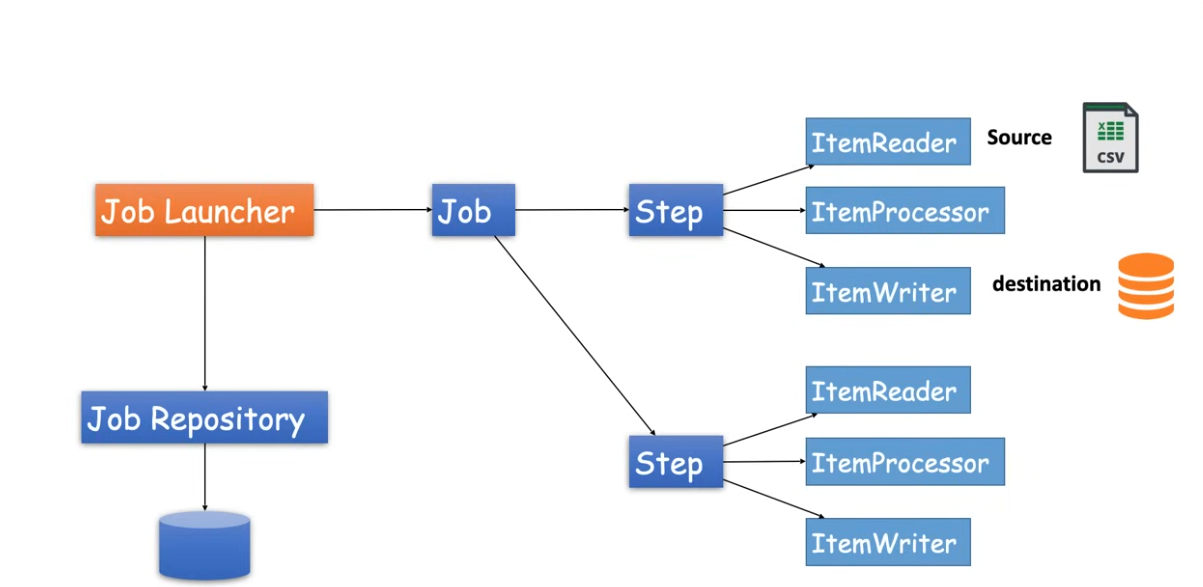 ItemReader
Source
X
CSV
Job Launcher
Job
Step
ItemProcessor
ItemWriter
destination
ItemReader
Job Repository
Step
ItemProcessor
ItemWriter